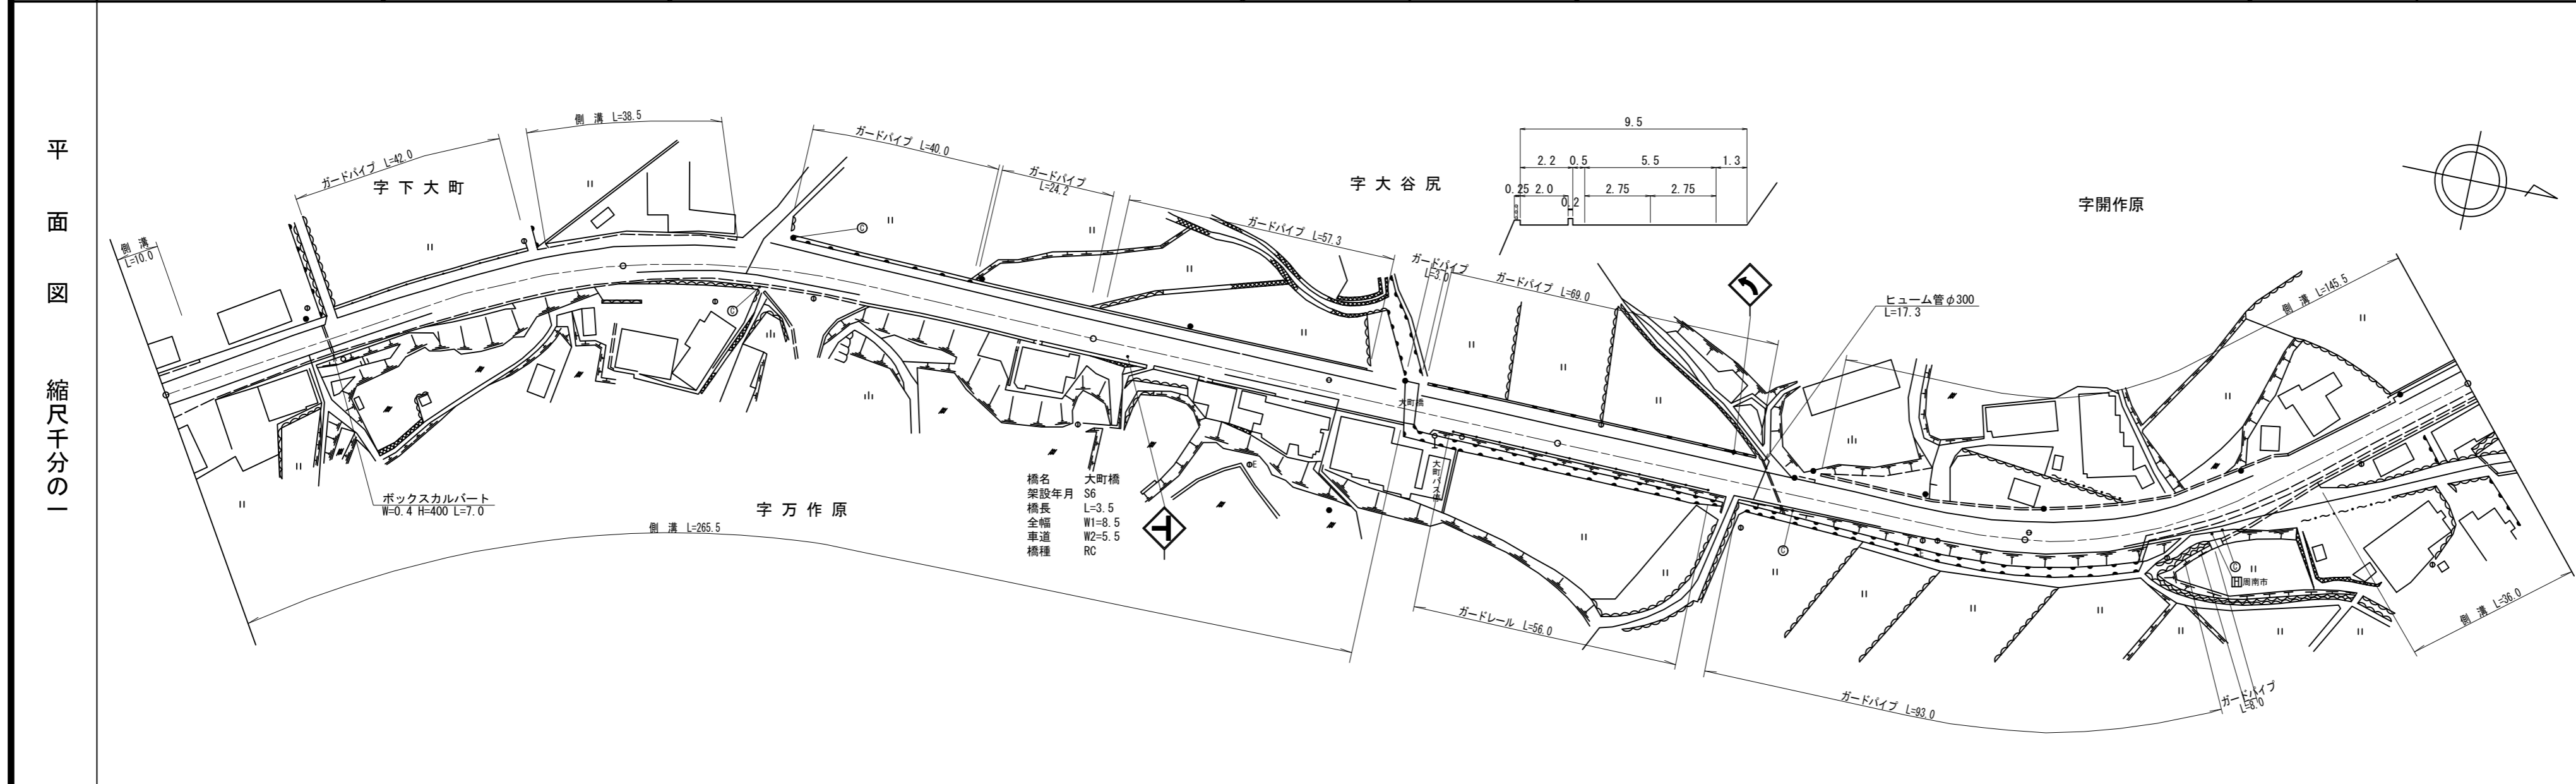 平面図 縮尺千分の一
側溝
L=10.0
ガードパイプ L=42.0
字下大町
側溝 L=38.5
ガードパイプ L=40.0
ガードパイプ
L=24.2
ガードパイプ L=57.3
字大谷尻
ガードパイプ
L=3.0
ガードパイプ L=69.0
9.5
2.2 0.5 5.5 1.3
0.25 2.0 2.75 2.75
0.2
字開作原
ヒューム管φ300
L=17.3
側溝 L=145.5
大町橋
大町バス停
ボックスカルバート
W=0.4 H=400 L=7.0
側溝 L=265.5
字万作原
橋名 大町橋
架設年月 S6
橋長 L=3.5
全幅 W1=8.5
車道 W2=5.5
橋種 RC
ガードレール L=56.0
ガードパイプ L=93.0
ガードパイプ
L=8.0
側溝 L=36.0
H周南市
C
C
C
C
E